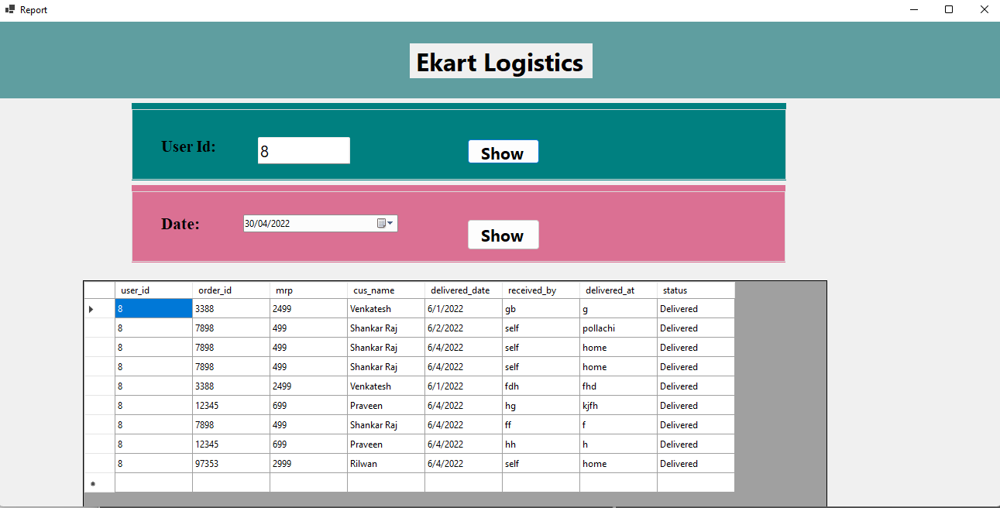 Report
Ekart Logistics
User Id: 8 Show
Date: 30/04/2022 Show
user_id order_id mrp cus_name delivered_date received_by delivered_at status
8 3388 2499 Venkatesh 6/1/2022 gb g Delivered
8 7898 499 Shankar Raj 6/2/2022 self pollachi Delivered
8 7898 499 Shankar Raj 6/4/2022 self home Delivered
8 7898 499 Shankar Raj 6/4/2022 self home Delivered
8 3388 2499 Venkatesh 6/1/2022 fdh fhd Delivered
8 12345 699 Praveen 6/4/2022 hg kjfh Delivered
8 7898 499 Shankar Raj 6/4/2022 ff f Delivered
8 12345 699 Praveen 6/4/2022 hh h Delivered
8 97353 2999 Rilwan 6/4/2022 self home Delivered